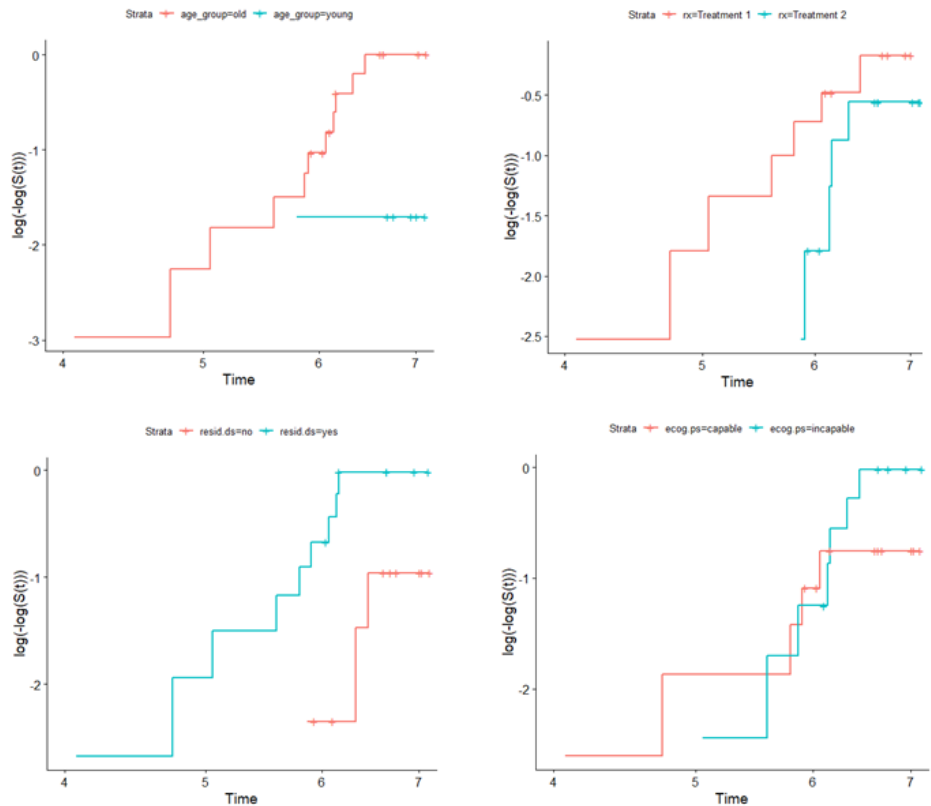 Strata age_group=old age_group=young
log(-log(S(t)))
0
-1
-2
-3
4 5 6 7
Time
Strata rx=Treatment 1 rx=Treatment 2
log(-log(S(t)))
-0.5
-1.0
-1.5
-2.0
-2.5
4 5 6 7
Time
Strata resid.ds=no resid.ds=yes
log(-log(S(t)))
0
-1
-2
4 5 6 7
Time
Strata ecog.ps=capable ecog.ps=incapable
log(-log(S(t)))
0
-1
-2
4 5 6 7
Time